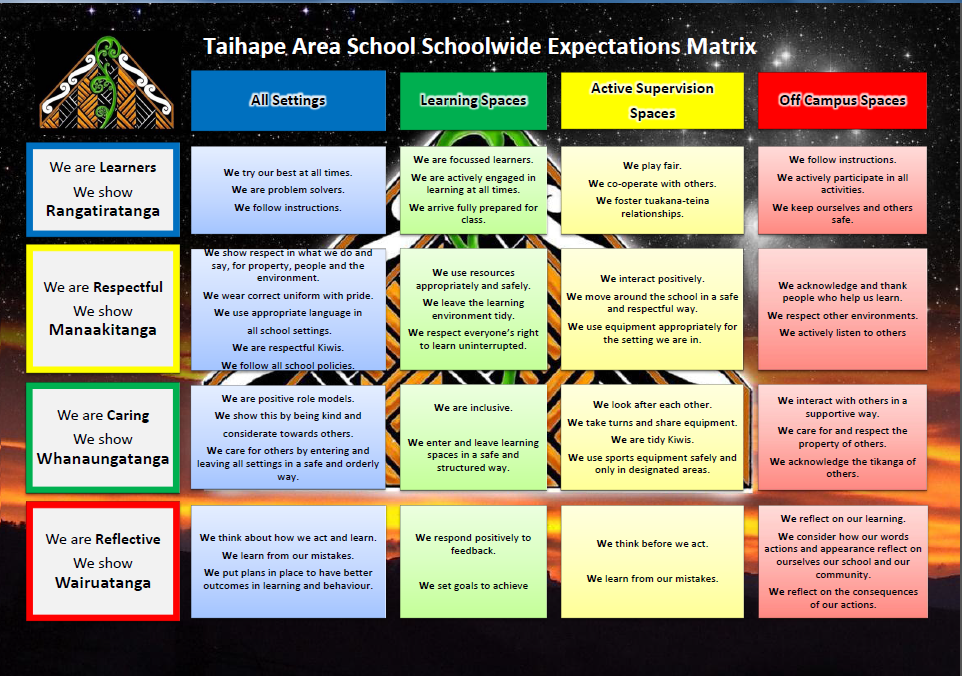 Taihape Area School Schoolwide Expectations Matrix
All Settings
Learning Spaces
Active Supervision
Spaces
Off Campus Spaces
We are Learners
We show
Rangatiratanga
We try our best at all times.
We are problem solvers.
We follow instructions.
We are focussed learners.
We are actively engaged in
learning at all times.
We arrive fully prepared for
class.
We play fair.
We co-operate with others.
We foster tuakana-teina
relationships.
We follow instructions.
We actively participate in all
activities.
We keep ourselves and others
safe.
We are Respectful
We show
Manaakitanga
We show respect in what we do and
say, for property, people and the
environment.
We wear correct uniform with pride.
We use appropriate language in
all school settings.
We are respectful Kiwis.
We follow all school policies.
We use resources
appropriately and safely.
We leave the learning
environment tidy.
We respect everyone's right
to learn uninterrupted.
We interact positively.
We move around the school in a safe
and respectful way.
We use equipment appropriately for
the setting we are in.
We acknowledge and thank
people who help us learn.
We respect other environments.
We actively listen to others
We are Caring
We show
Whanaungatanga
We are positive role models.
We show this by being kind and
considerate towards others.
We care for others by entering and
leaving all settings in a safe and orderly
way.
We are inclusive.
We enter and leave learning
spaces in a safe and
structured way.
We look after each other.
We take turns and share equipment.
We are tidy Kiwis.
We use sports equipment safely and
only in designated areas.
We interact with others in a
supportive way.
We care for and respect the
property of others.
We acknowledge the tikanga of
others.
We are Reflective
We show
Wairuatanga
We think about how we act and learn.
We learn from our mistakes.
We put plans in place to have better
outcomes in learning and behaviour.
We respond positively to
feedback.
We set goals to achieve
We think before we act.
We learn from our mistakes.
We reflect on our learning.
We consider how our words
actions and appearance reflect on
ourselves our school and our
community.
We reflect on the consequences
of our actions.